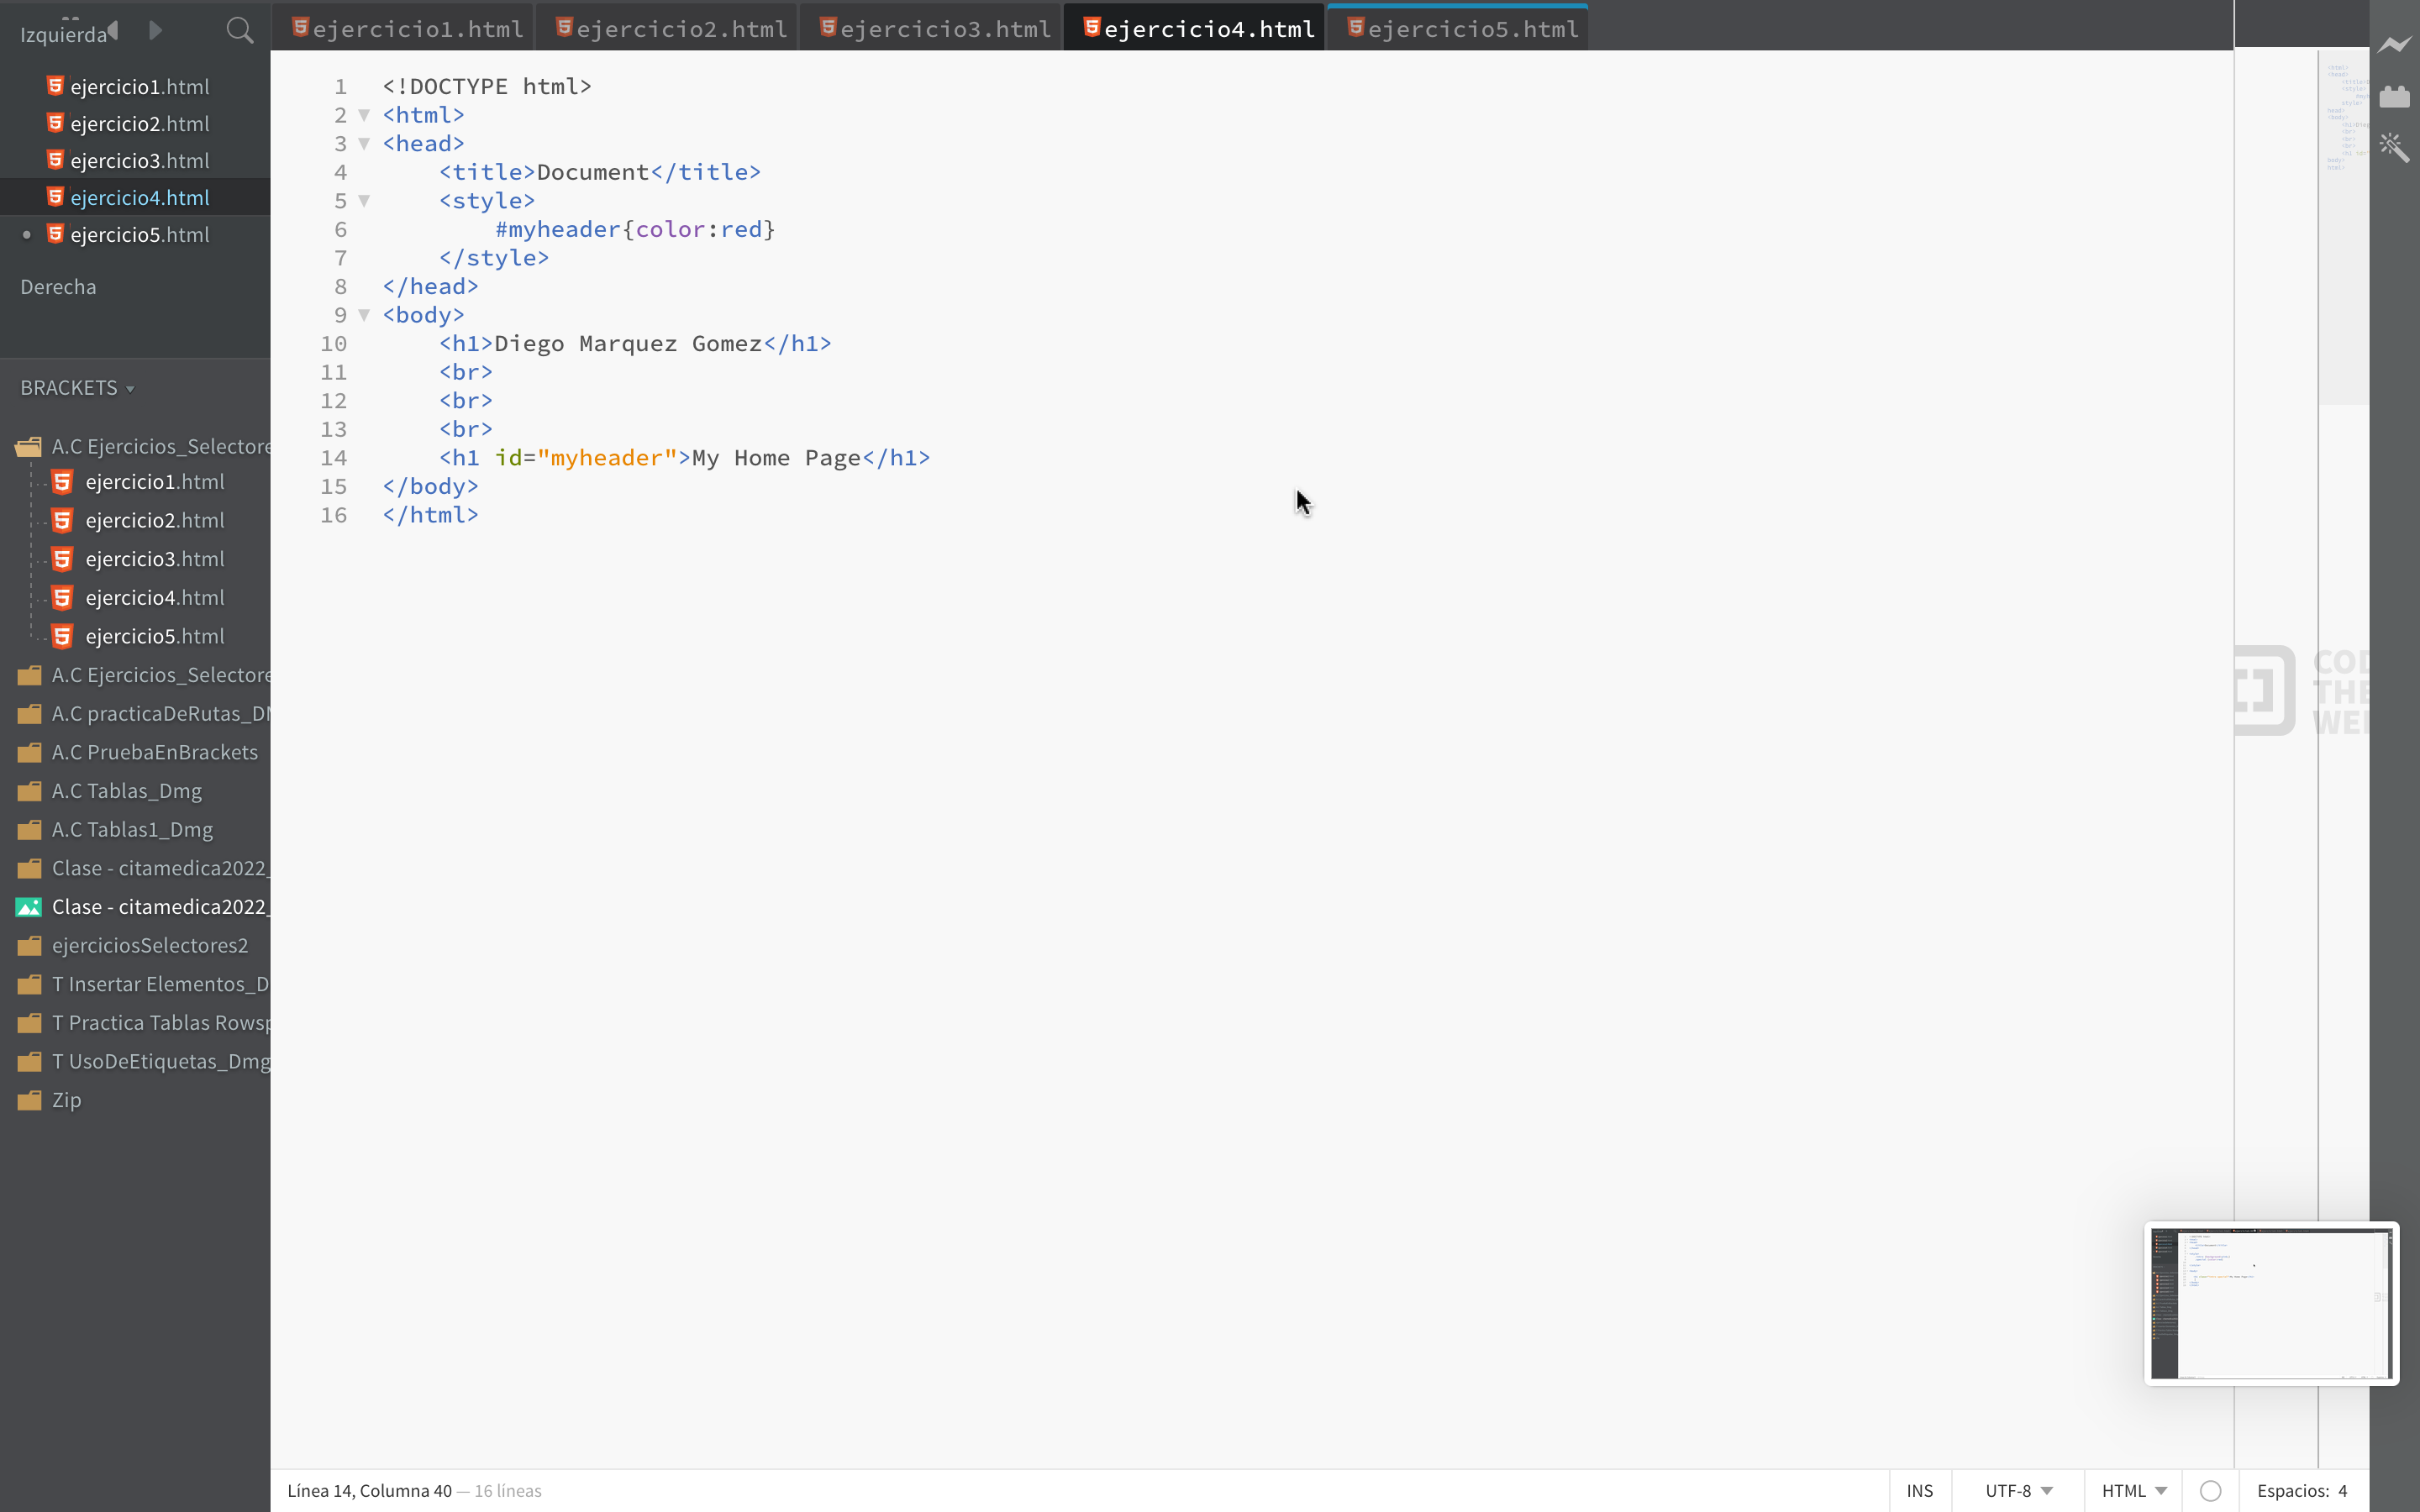 Izquierda
ejercicio1.html
ejercicio2.html
ejercicio3.html
ejercicio4.html
ejercicio5.html
Derecha
BRACKETS
A.C Ejercicios_Selectore
ejercicio1.html
ejercicio2.html
ejercicio3.html
ejercicio4.html
ejercicio5.html
A.C Ejercicios_Selectore
A.C practicaDeRutas_D
A.C PruebaEnBrackets
A.C Tablas_Dmg
A.C Tablas1_Dmg
Clase - citamedica2022_
Clase - citamedica2022_
ejerciciosSelectores2
T Insertar Elementos_D
T Practica Tablas Rowsp
T UsoDeEtiquetas_Dmg
Zip
ejercicio1.html ejercicio2.html ejercicio3.html ejercicio4.html ejercicio5.html
1 <!DOCTYPE html>
2 <html>
3 <head>
4     <title>Document</title>
5     <style>
6         #myheader{color:red}
7     </style>
8 </head>
9 <body>
10     <h1>Diego Marquez Gomez</h1>
11     <br>
12     <br>
13     <br>
14     <h1 id="myheader">My Home Page</h1>
15 </body>
16 </html>
COD
THE
WEB
Línea 14, Columna 40 — 16 líneas
INS UTF-8 HTML Espacios: 4